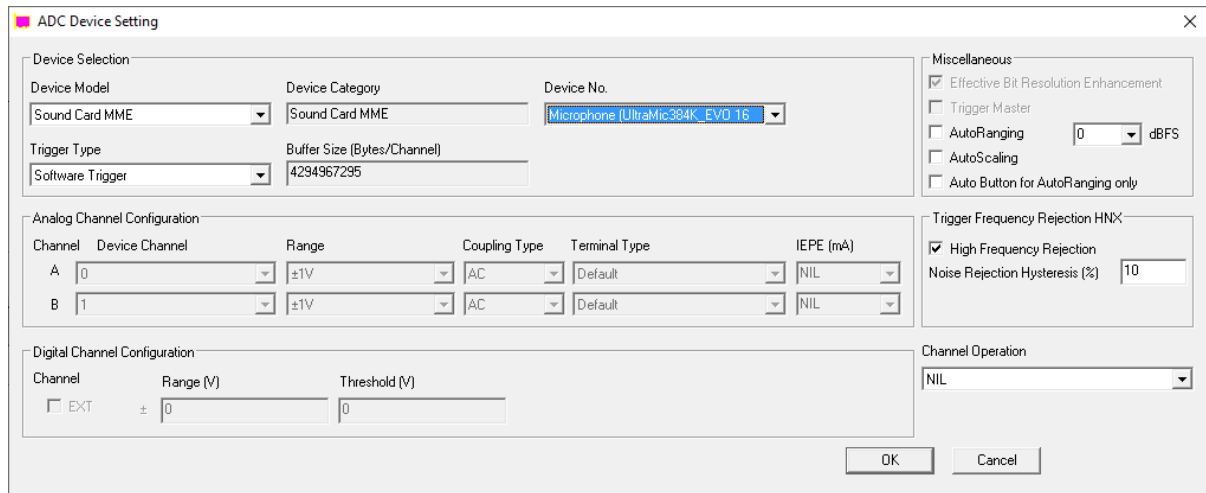 ADC Device Setting
Device Selection
Device Model
Device Category
Device No.
Sound Card MME
Sound Card MME
Microphone (UltraMic384K_EVO 16
Trigger Type
Buffer Size (Bytes/Channel)
Software Trigger
4294967295
Miscellaneous
Effective Bit Resolution Enhancement
Trigger Master
AutoRanging
0
dBFS
AutoScaling
Auto Button for AutoRanging only
Analog Channel Configuration
Channel
Device Channel
Range
Coupling Type
Terminal Type
IEPE (mA)
A
0
±1V
AC
Default
NIL
B
1
±1V
AC
Default
NIL
Trigger Frequency Rejection HNX
High Frequency Rejection
Noise Rejection Hysteresis (%)
10
Digital Channel Configuration
Channel
Range (V)
Threshold (V)
EXT
±
0
0
Channel Operation
NIL
OK
Cancel